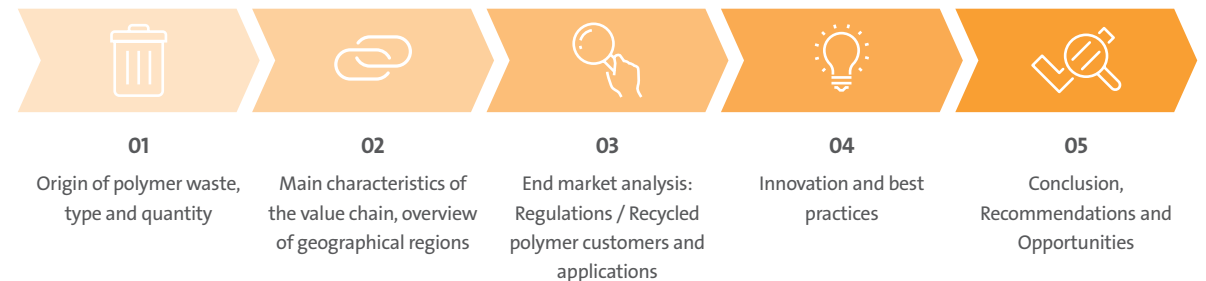 01
Origin of polymer waste,
type and quantity
02
Main characteristics of
the value chain, overview
of geographical regions
03
End market analysis:
Regulations / Recycled
polymer customers and
applications
04
Innovation and best
practices
05
Conclusion,
Recommendations and
Opportunities